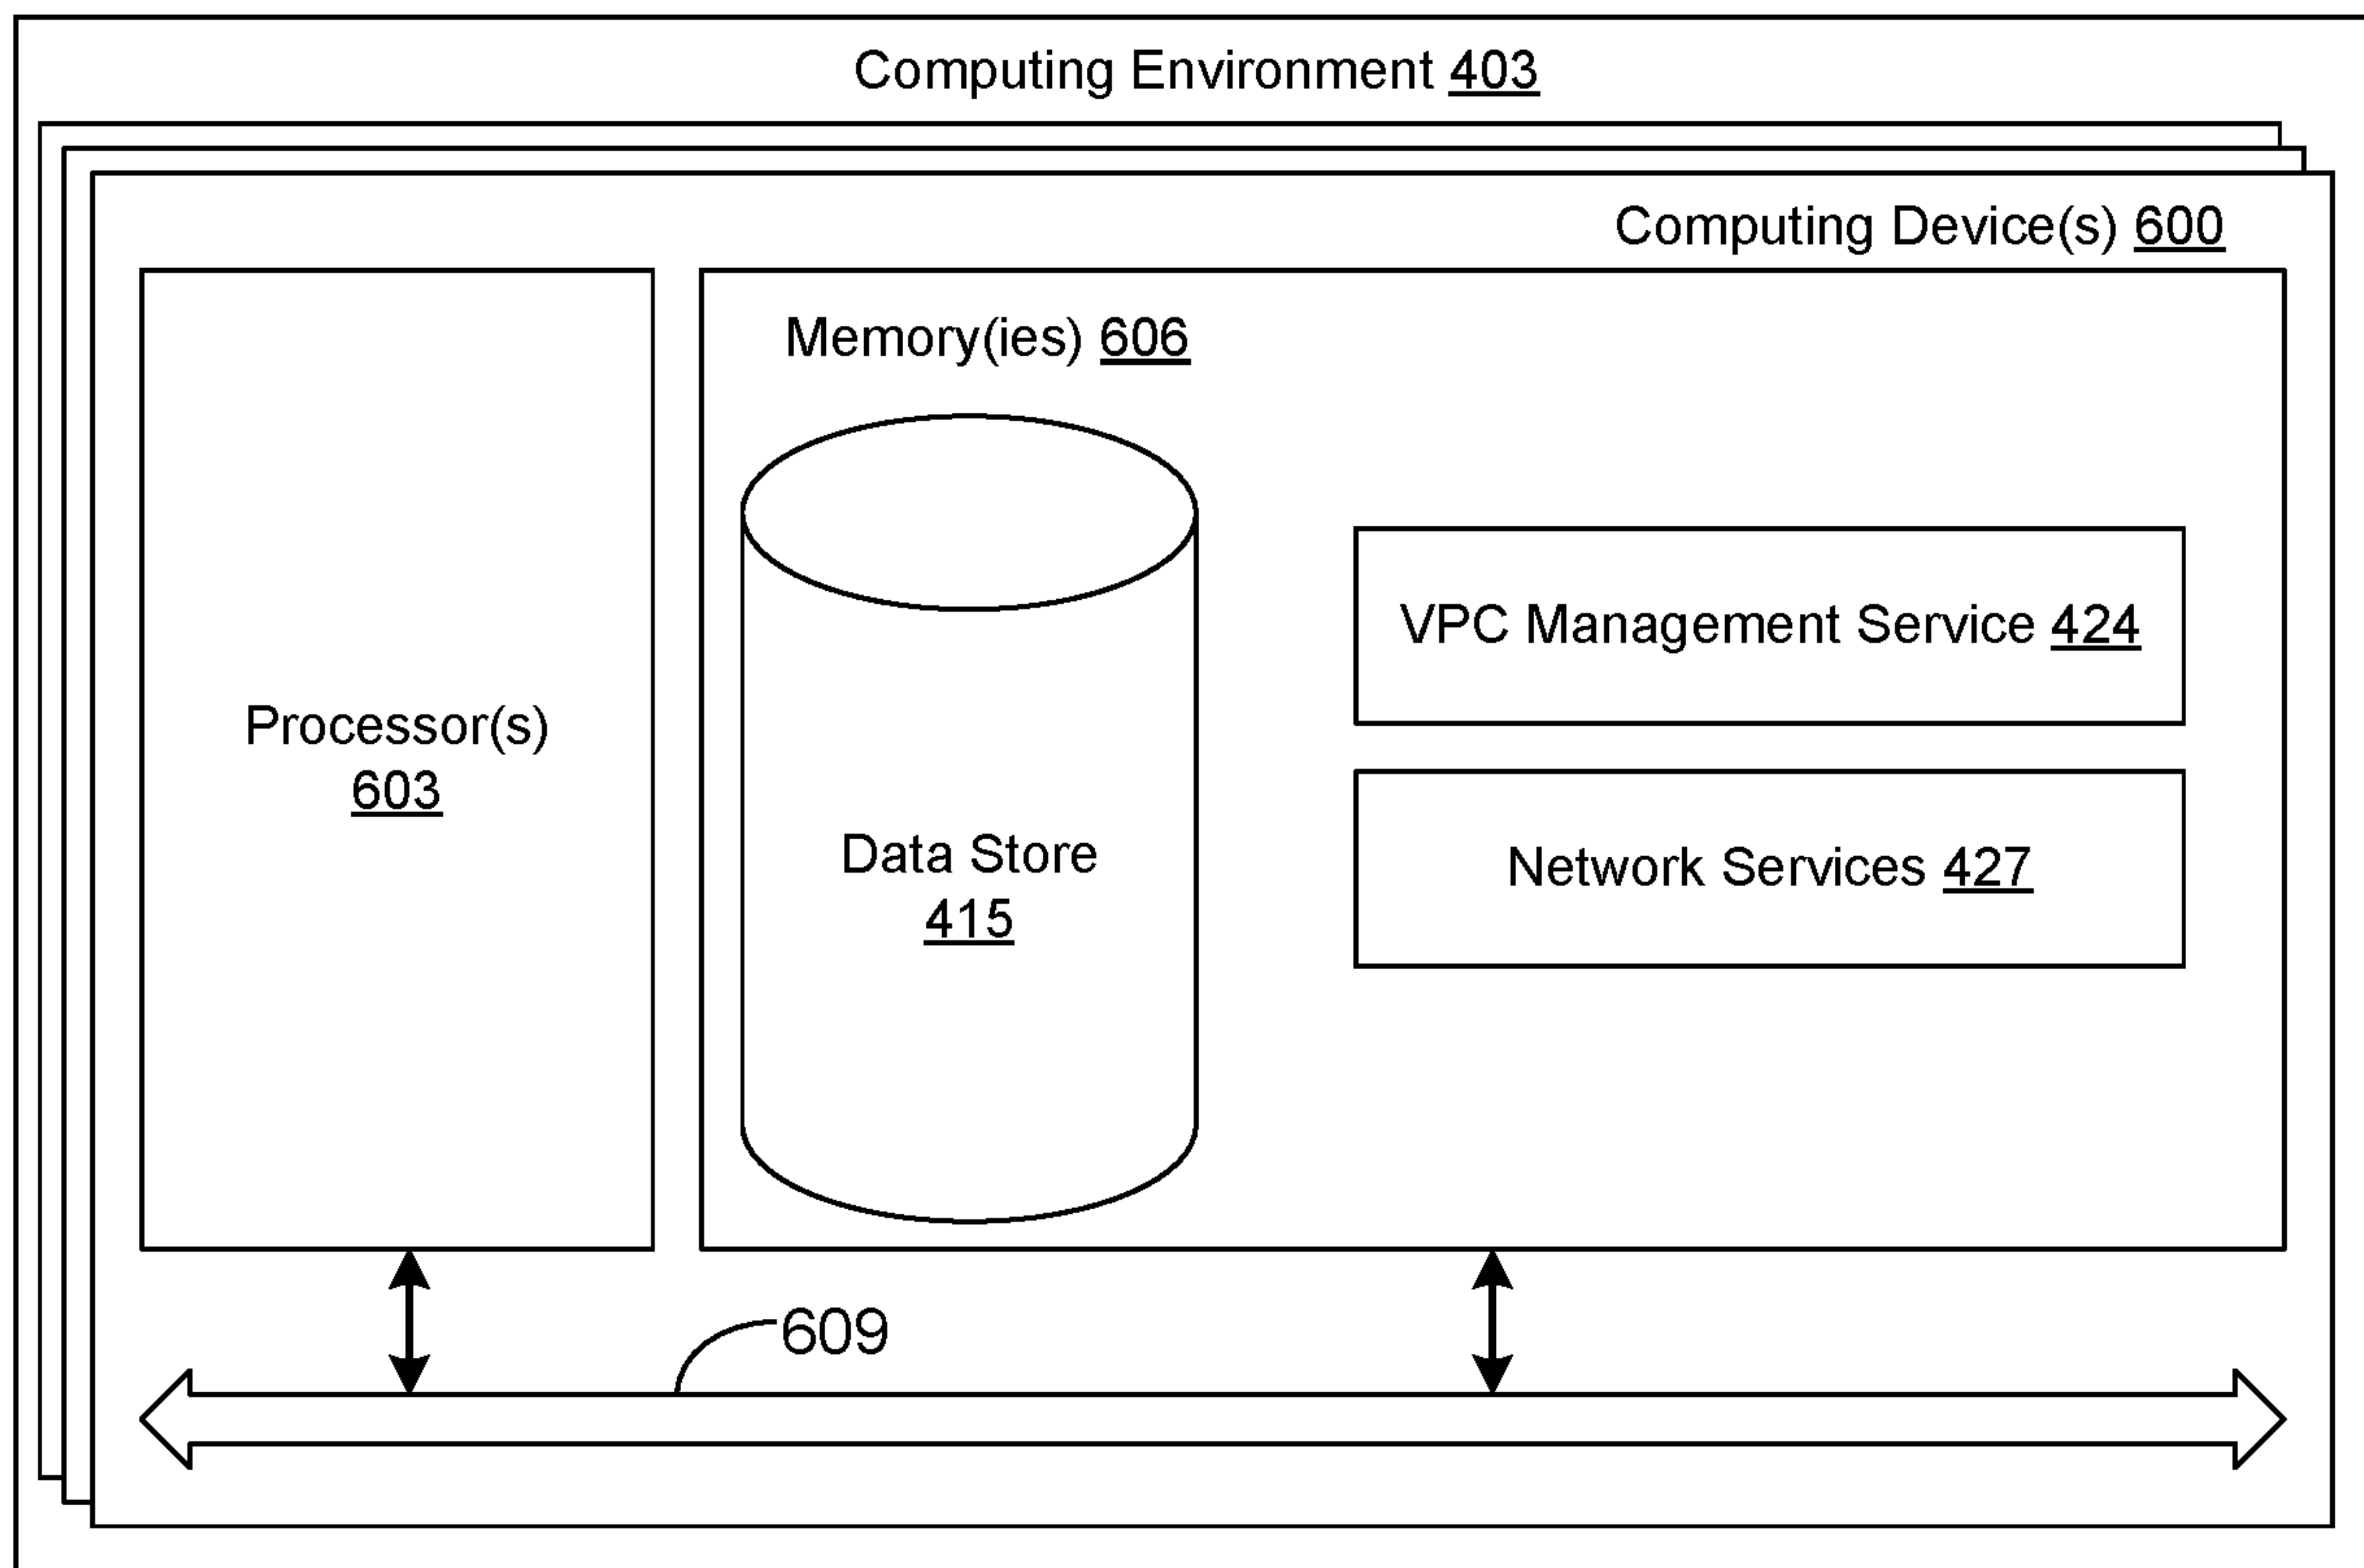 Computing Environment 403
Computing Device(s) 600
Memory(ies) 606
VPC Management Service 424
Processor(s)
603
Data Store
415
Network Services 427
609